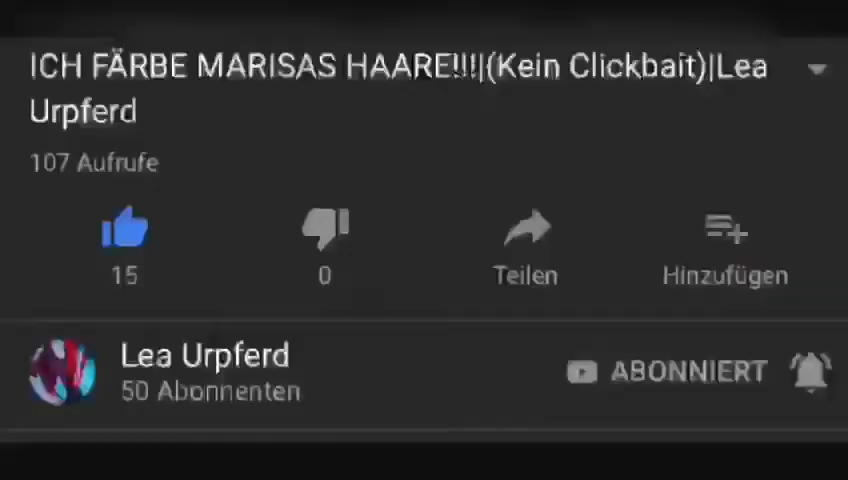 ICH FÄRBE MARISAS HAARE!!!|(Kein Clickbait)|Lea
Urpferd
107 Aufrufe
15
0
Teilen
Hinzufügen
Lea Urpferd
50 Abonnenten
ABONNIERT